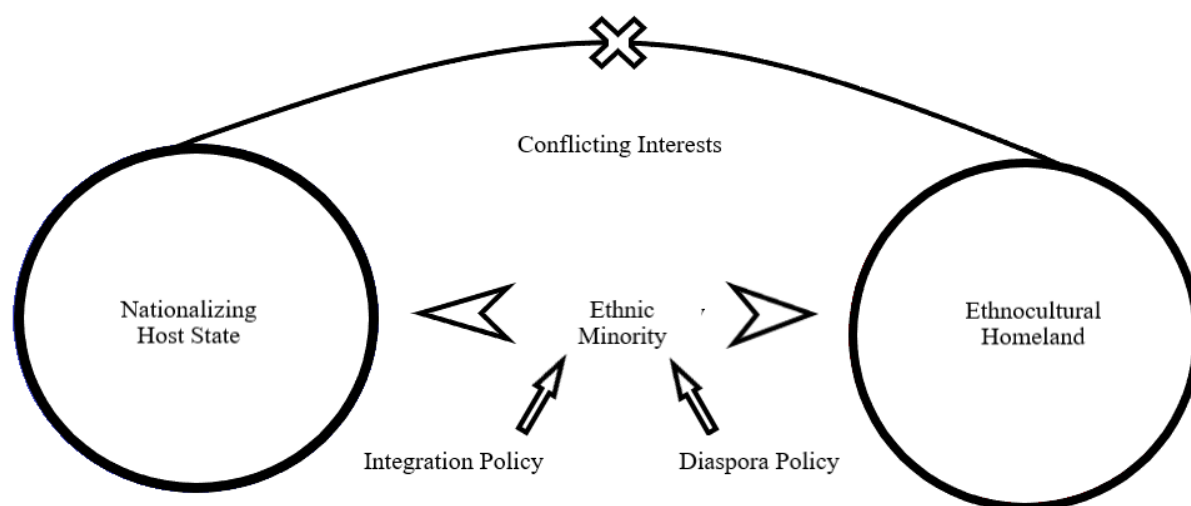 Conflicting Interests
Nationalizing
Host State
Ethnic
Minority
Ethnocultural
Homeland
Integration Policy
Diaspora Policy